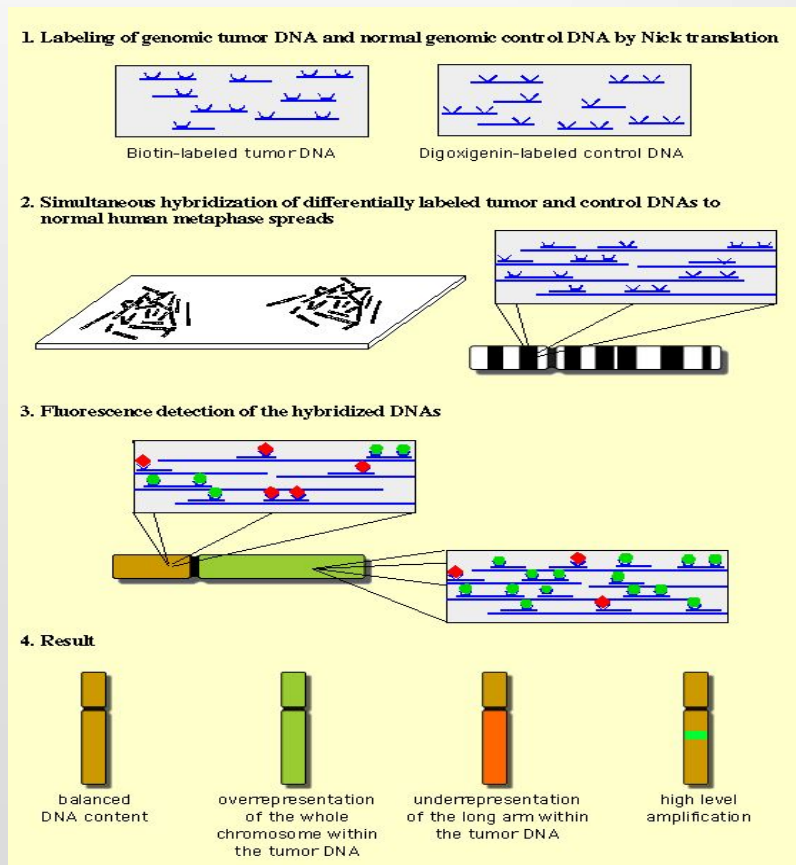 1. Labeling of genomic tumor DNA and normal genomic control DNA by Nick translation
Biotin-labeled tumor DNA
Digoxigenin-labeled control DNA
2. Simultaneous hybridization of differentially labeled tumor and control DNAs to
normal human metaphase spreads
3. Fluorescence detection of the hybridized DNAs
4. Result
balanced
DNA content
overrepresentation
of the whole
chromosome within
the tumor DNA
underrepresentation
of the long arm within
the tumor DNA
high level
amplification